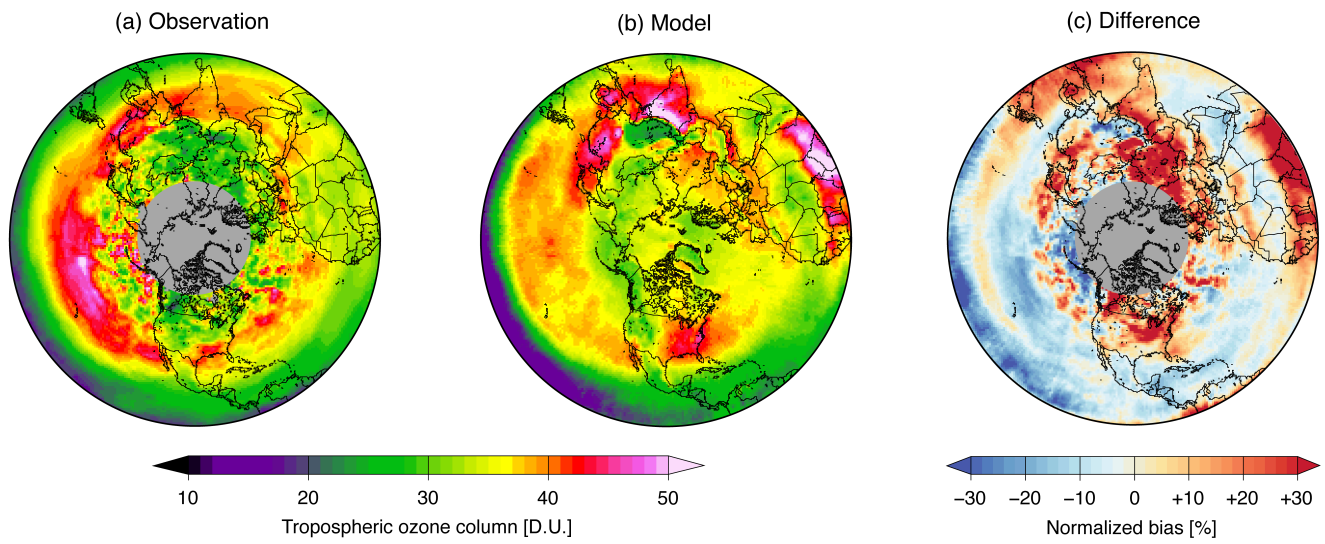 (a) Observation
(b) Model
(c) Difference
10 20 30 40 50
Tropospheric ozone column [D.U.]
−30 −20 −10 0 +10 +20 +30
Normalized bias [%]